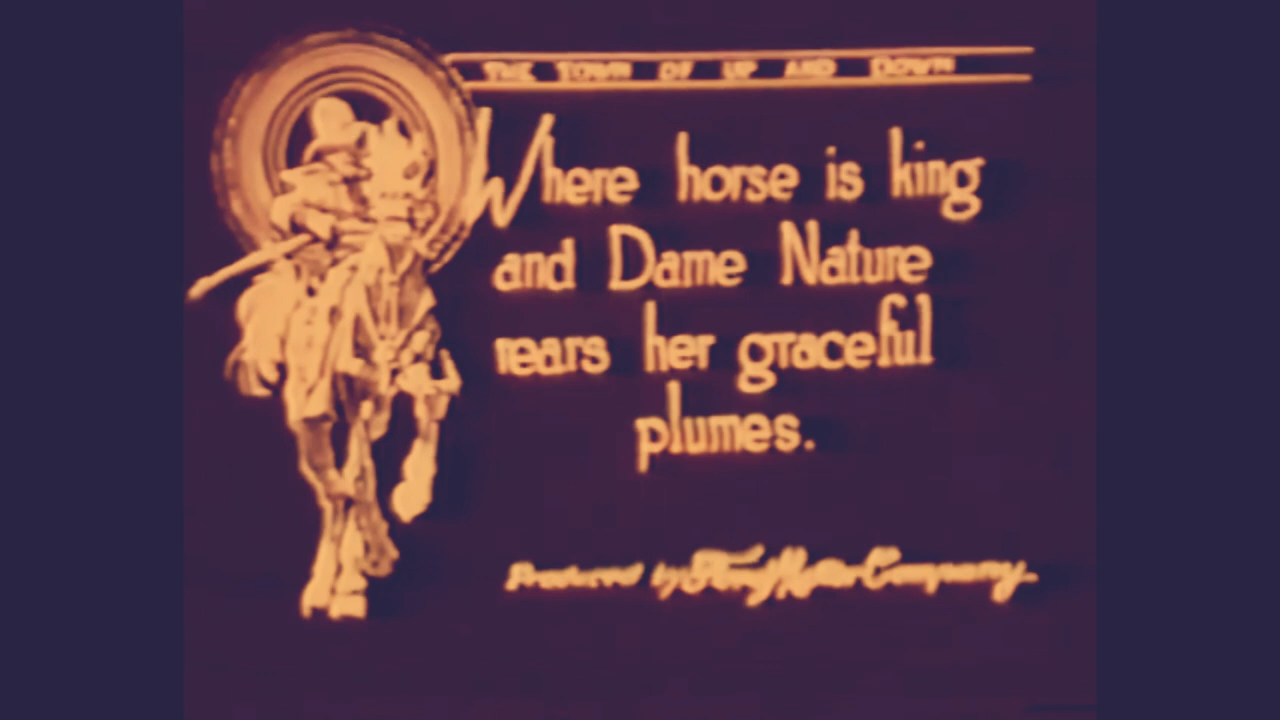 THE TOWN OF UP AND DOWN
Where horse is king
and Dame Nature
rears her graceful
plumes.
Produced by Ford Motor Company